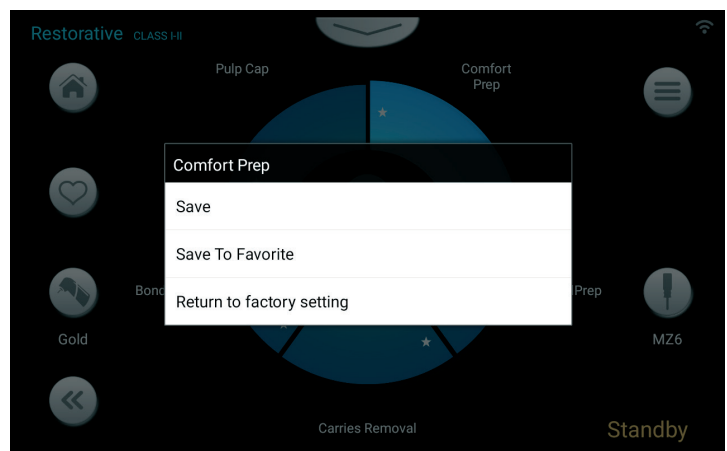 Restorative CLASS I-II
Pulp Cap
Comfort
Prep
Comfort Prep
Save
Save To Favorite
Return to factory setting
Bond
Prep
Gold
MZ6
Carries Removal
Standby